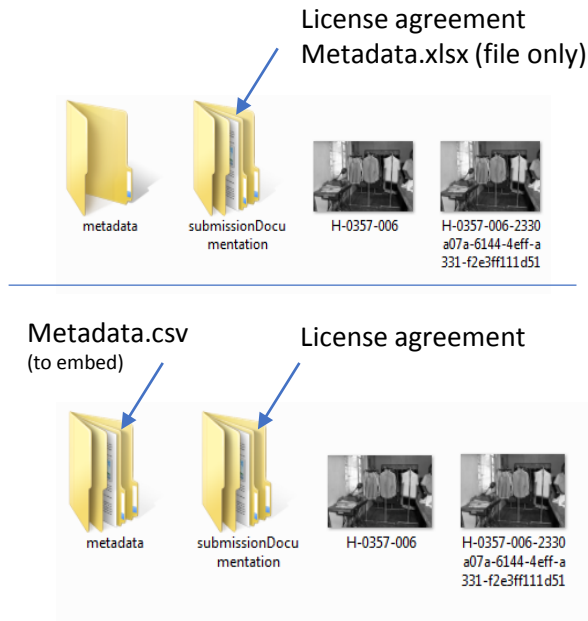 License agreement
Metadata.xlsx (file only)
metadata
submissionDocu
mentation
H-0357-006
H-0357-006-2330
a07a-6144-4eff-a
331-f2e3ff111d51
Metadata.csv
(to embed)
License agreement
metadata
submissionDocu
mentation
H-0357-006
H-0357-006-2330
a07a-6144-4eff-a
331-f2e3ff111d51